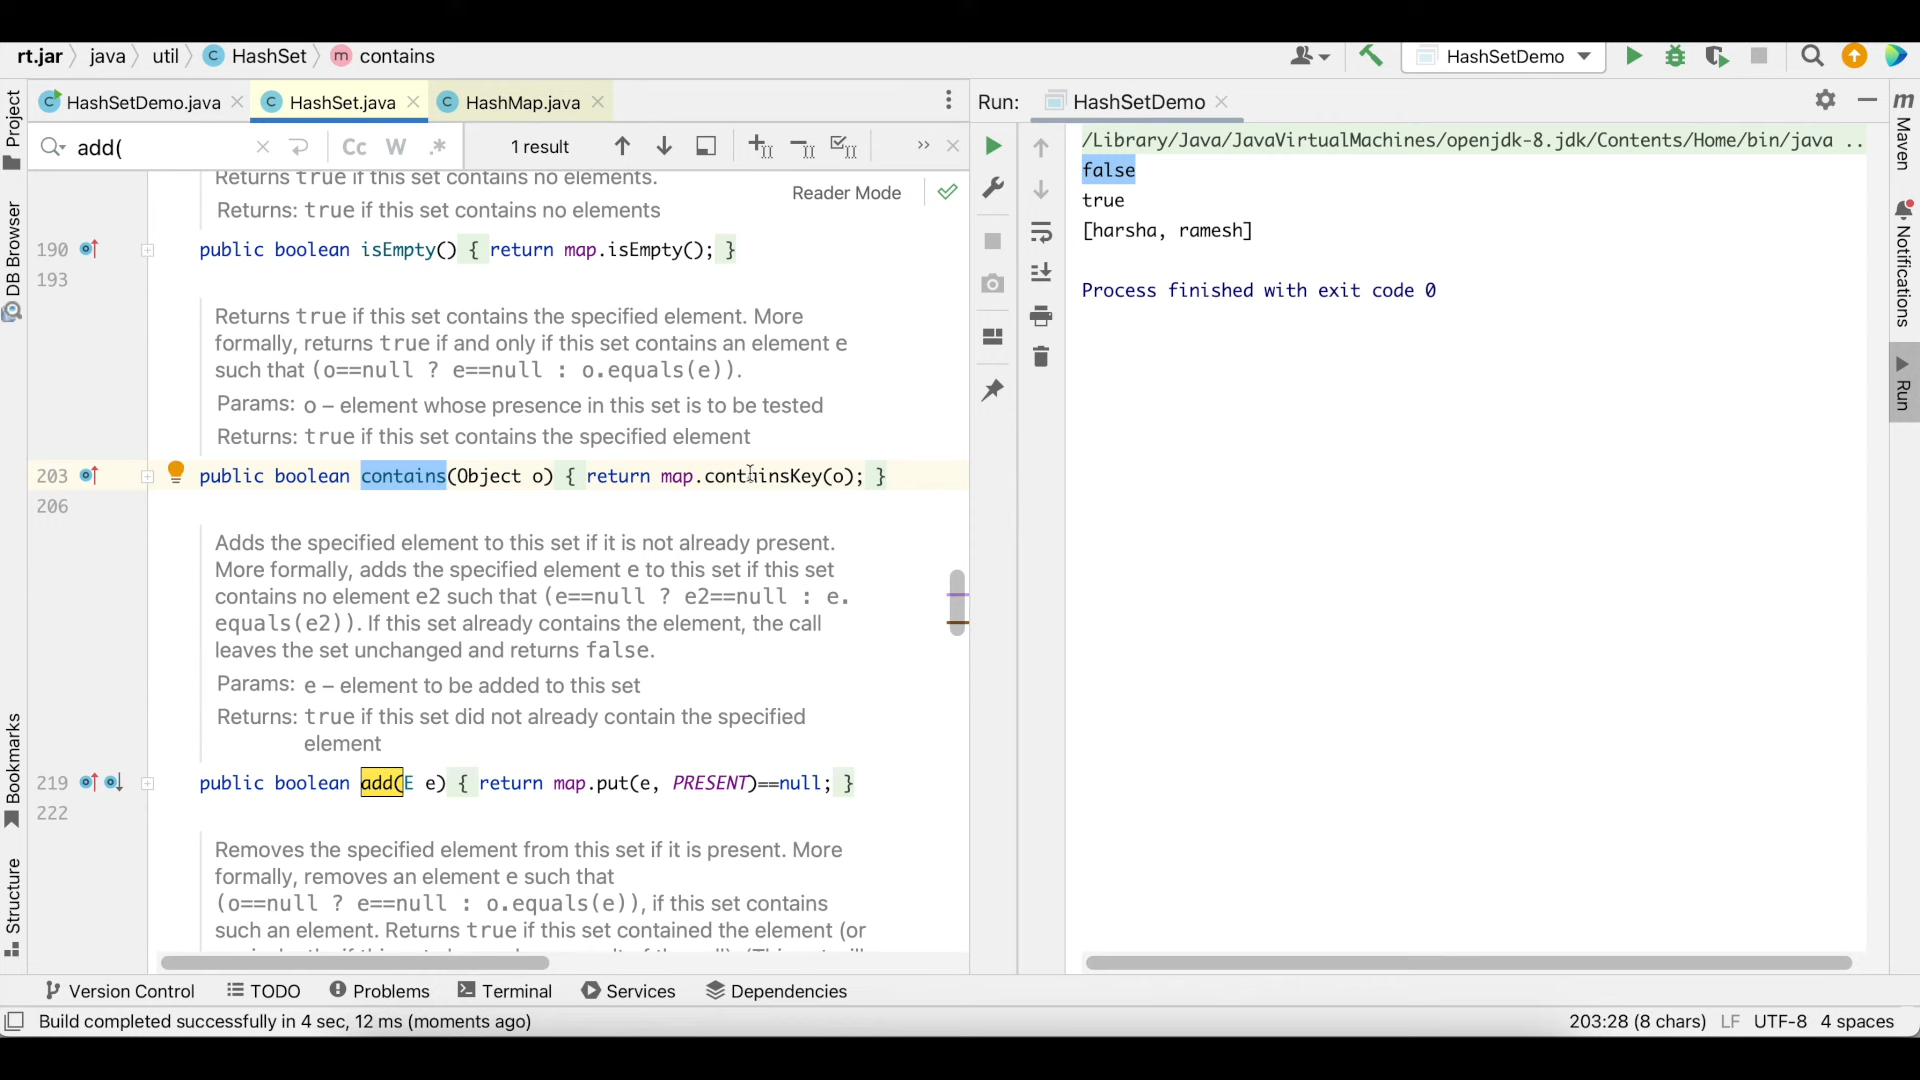 rt.jar java util HashSet contains HashSetDemo
HashSetDemo.java HashSet.java HashMap.java
add( Cc W .* 1 result
Reader Mode
Returns true if this set contains no elements.
Returns: true if this set contains no elements
190 public boolean isEmpty() { return map.isEmpty(); }
193
Returns true if this set contains the specified element. More
formally, returns true if and only if this set contains an element e
such that (o==null ? e==null : o.equals(e)).
Params: o – element whose presence in this set is to be tested
Returns: true if this set contains the specified element
203 public boolean contains(Object o) { return map.containsKey(o); }
206
Adds the specified element to this set if it is not already present.
More formally, adds the specified element e to this set if this set
contains no element e2 such that (e==null ? e2==null : e.
equals(e2)). If this set already contains the element, the call
leaves the set unchanged and returns false.
Params: e – element to be added to this set
Returns: true if this set did not already contain the specified
element
219 public boolean add(E e) { return map.put(e, PRESENT)==null; }
222
Removes the specified element from this set if it is present. More
formally, removes an element e such that
(o==null ? e==null : o.equals(e)), if this set contains
such an element. Returns true if this set contained the element (or
Run: HashSetDemo
/Library/Java/JavaVirtualMachines/openjdk-8.jdk/Contents/Home/bin/java ..
false
true
[harsha, ramesh]
Process finished with exit code 0
Project
DB Browser
Bookmarks
Structure
m
Maven
Notifications
Run
Version Control TODO Problems Terminal Services Dependencies
Build completed successfully in 4 sec, 12 ms (moments ago) 203:28 (8 chars) LF UTF-8 4 spaces